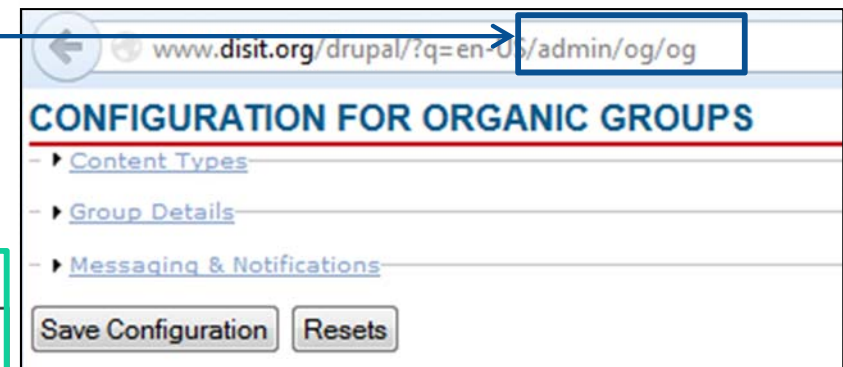 www.disit.org/drupal/?q=en-US/admin/og/og
CONFIGURATION FOR ORGANIC GROUPS
Content Types
Group Details
Messaging & Notifications
Save Configuration Resets